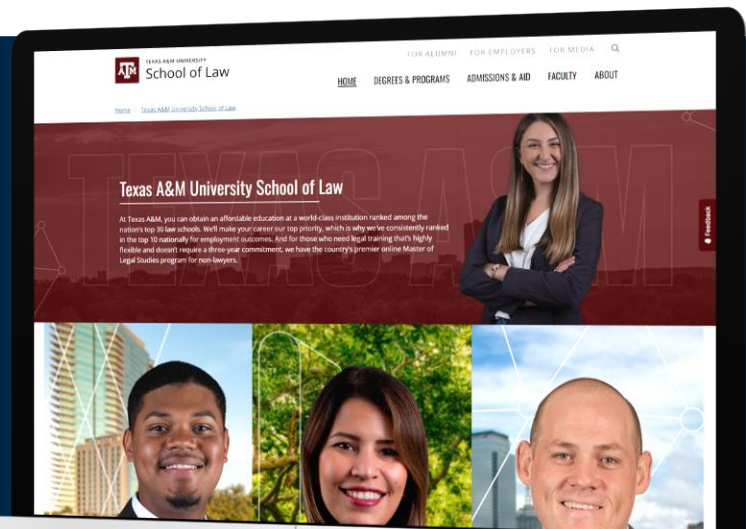 FOR ALUMNI FOR EMPLOYERS FOR MEDIA
TEXAS A&M UNIVERSITY
School of Law
HOME DEGREES & PROGRAMS ADMISSIONS & AID FACULTY ABOUT
Home Texas A&M University School of Law
TEXAS A&M
Texas A&M University School of Law
At Texas A&M, you can obtain an affordable education at a world-class institution ranked among the
nation's top 30 law schools. We'll make your career our top priority, which is why we've consistently ranked
in the top 10 nationally for employment outcomes. And for those who need legal training that's highly
flexible and doesn't require a three-year commitment, we have the country's premier online Master of
Legal Studies program for non-lawyers.
Feedback